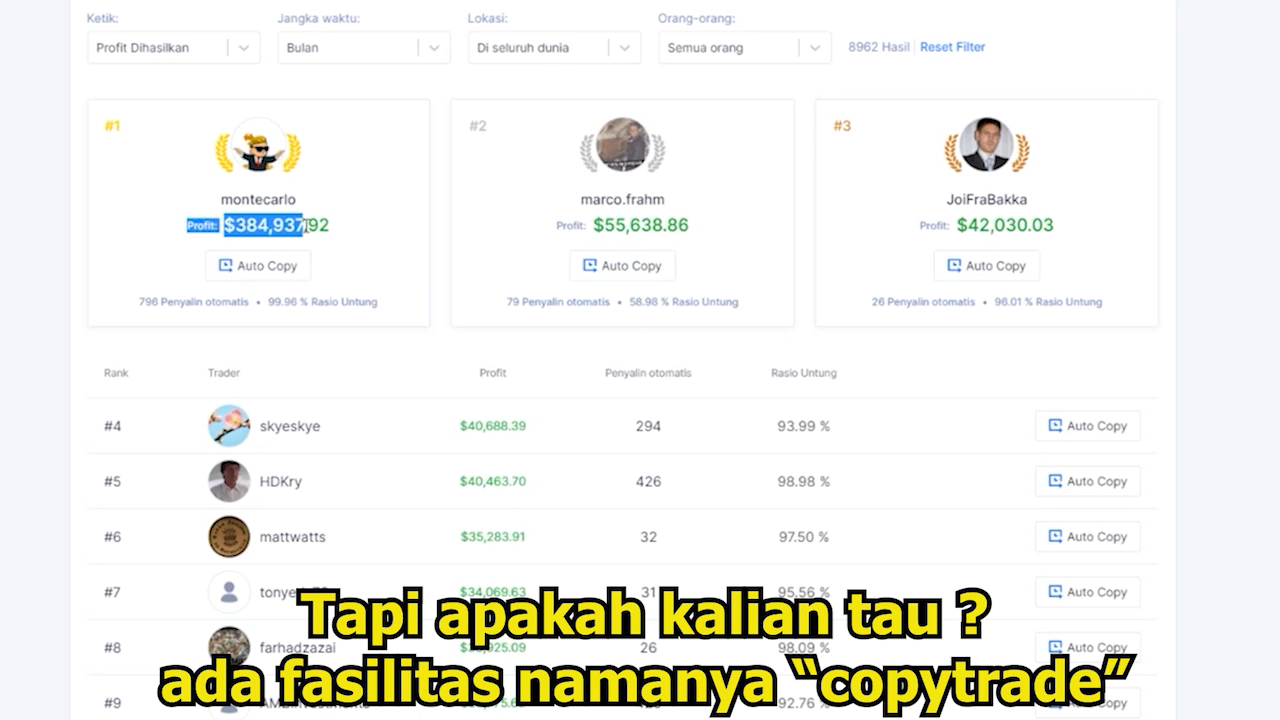 Ketik: Jangka waktu: Lokasi: Orang-orang:
Profit Dihasilkan Bulan Di seluruh dunia Semua orang 8962 Hasil Reset Filter
#1 #2 #3
montecarlo marco.frahm JoiFraBakka
Profit: $384,937.92 Profit: $55,638.86 Profit: $42,030.03
Auto Copy Auto Copy Auto Copy
796 Penyalin otomatis • 99.96 % Rasio Untung 79 Penyalin otomatis • 58.98 % Rasio Untung 26 Penyalin otomatis • 96.01 % Rasio Untung
Rank Trader Profit Penyalin otomatis Rasio Untung
#4 skyeskye $40,688.39 294 93.99 % Auto Copy
#5 HDKry $40,463.70 426 98.98 % Auto Copy
#6 mattwatts $35,283.91 32 97.50 % Auto Copy
#7 $34,069.63 31 95.56 % Auto Copy
#8 farhadzazai 26 98.09 % Auto Copy
#9 92.76 % Auto Copy
Tapi apakah kalian tau ?
ada fasilitas namanya “copytrade”